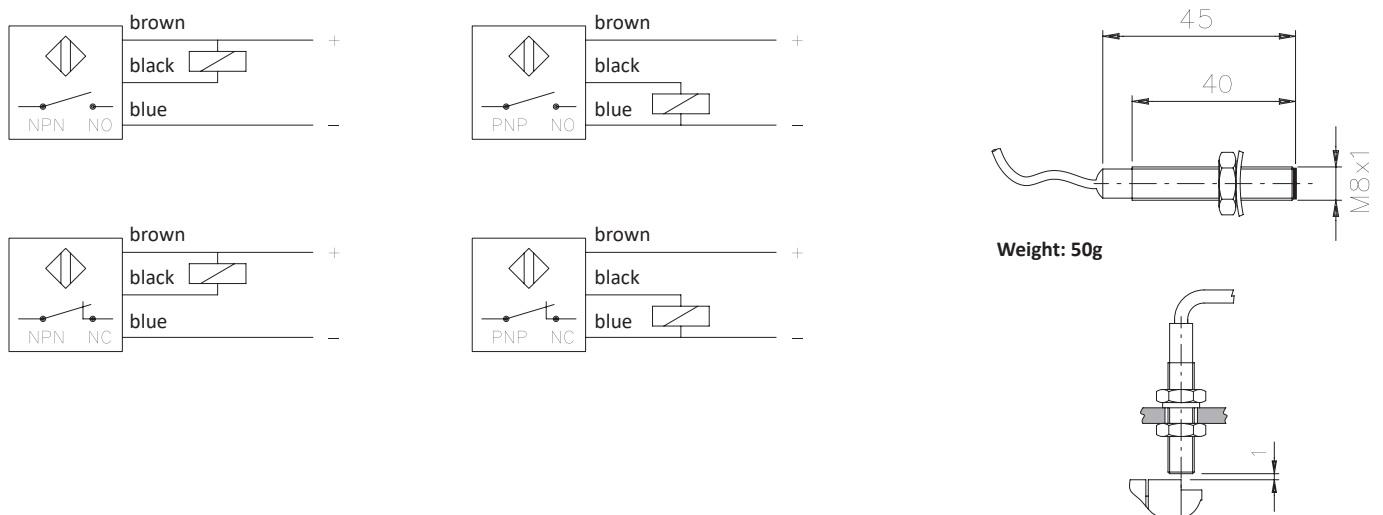 brown
+
black
blue
NPN NO
−
brown
+
black
blue
PNP NO
−
brown
+
black
blue
NPN NC
−
brown
+
black
blue
PNP NC
−
45
40
M8x1
Weight: 50g
1